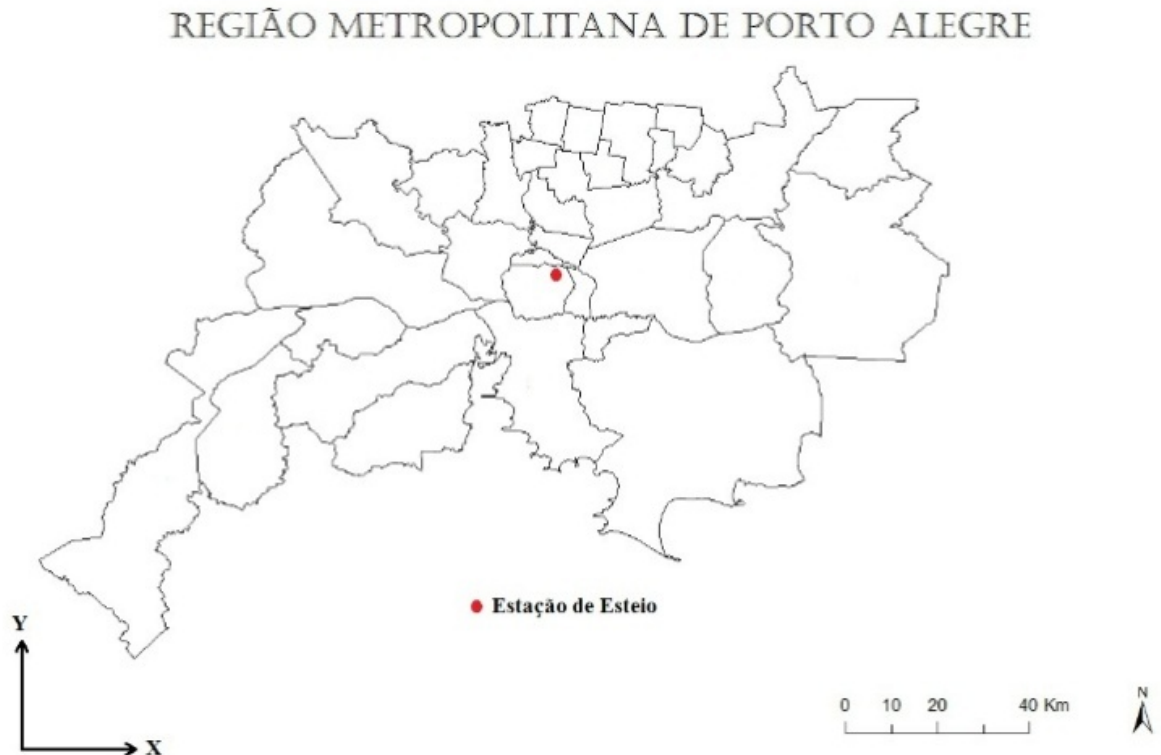 REGIÃO METROPOLITANA DE PORTO ALEGRE
Estação de Esteio
Y
X
0 10 20 40 Km
N